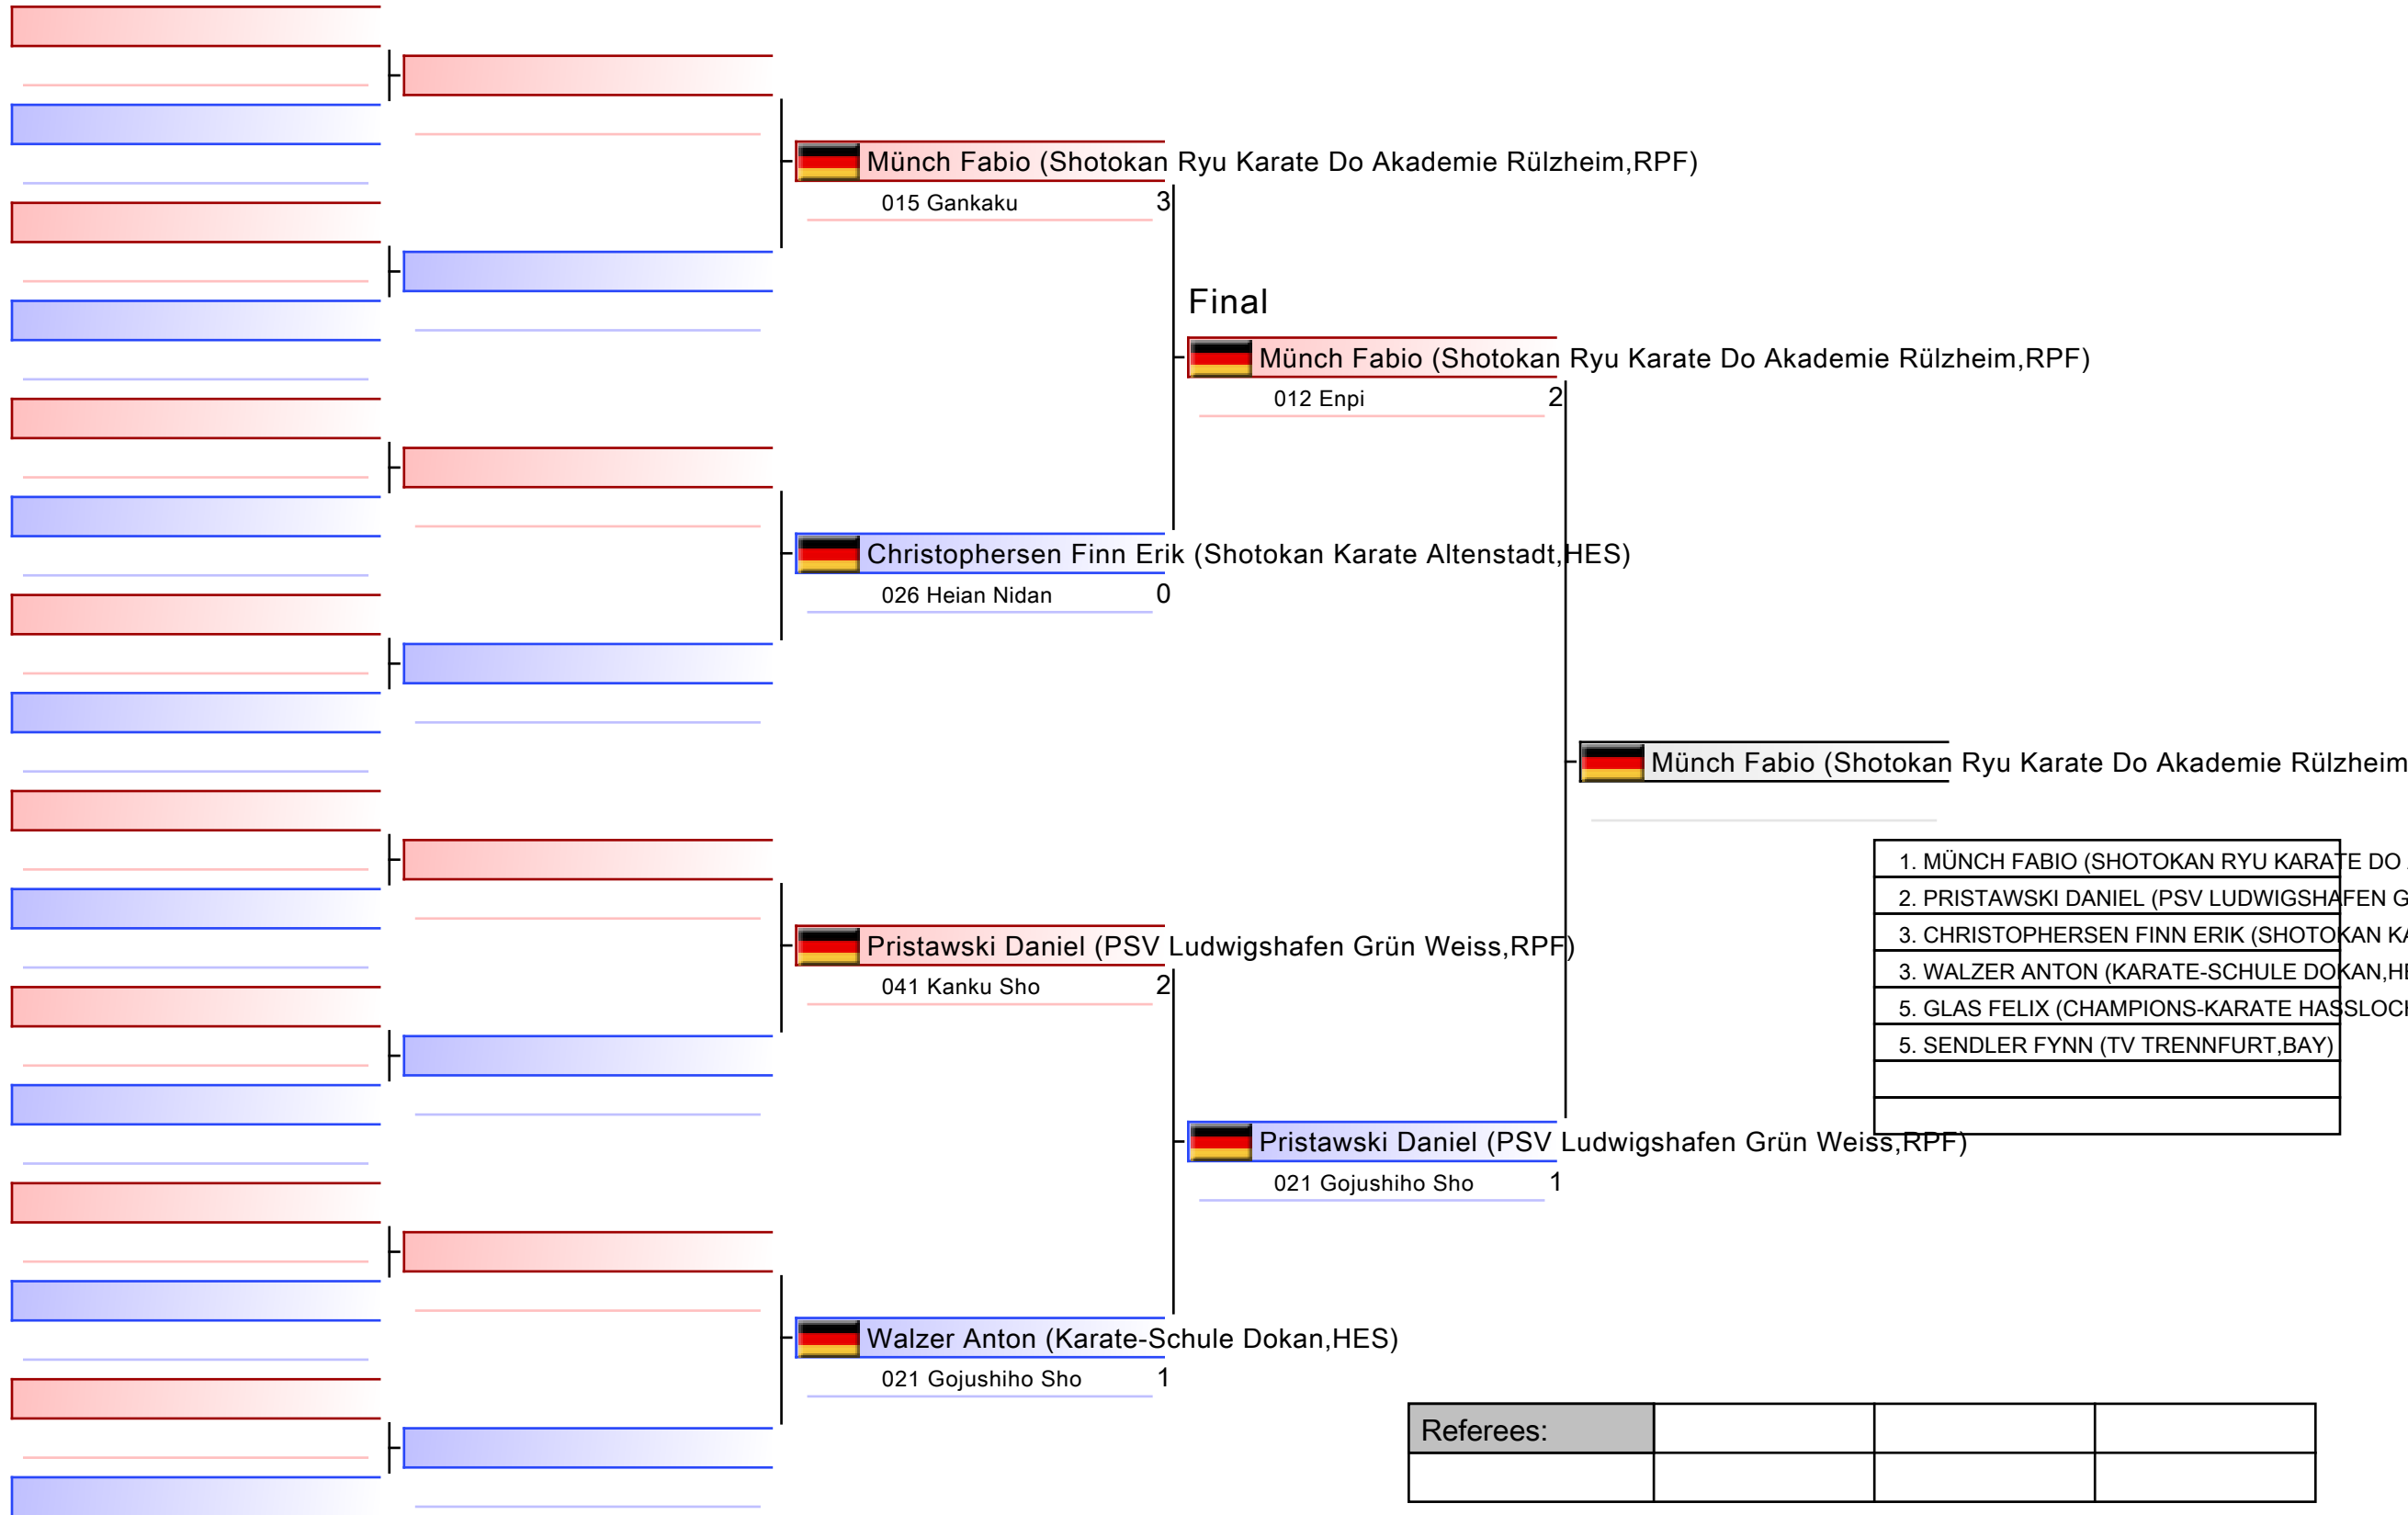 Münch Fabio (Shotokan Ryu Karate Do Akademie Rülzheim,RPF)
015 Gankaku 3
Final
Münch Fabio (Shotokan Ryu Karate Do Akademie Rülzheim,RPF)
012 Enpi 2
Christophersen Finn Erik (Shotokan Karate Altenstadt,HES)
026 Heian Nidan 0
Münch Fabio (Shotokan Ryu Karate Do Akademie Rülzheim
1. MÜNCH FABIO (SHOTOKAN RYU KARATE DO
2. PRISTAWSKI DANIEL (PSV LUDWIGSHAFEN G
3. CHRISTOPHERSEN FINN ERIK (SHOTOKAN KA
3. WALZER ANTON (KARATE-SCHULE DOKAN,HE
5. GLAS FELIX (CHAMPIONS-KARATE HASSLOCH
5. SENDLER FYNN (TV TRENNFURT,BAY)
Pristawski Daniel (PSV Ludwigshafen Grün Weiss,RPF)
041 Kanku Sho 2
Pristawski Daniel (PSV Ludwigshafen Grün Weiss,RPF)
021 Gojushiho Sho 1
Walzer Anton (Karate-Schule Dokan,HES)
021 Gojushiho Sho 1
Referees: